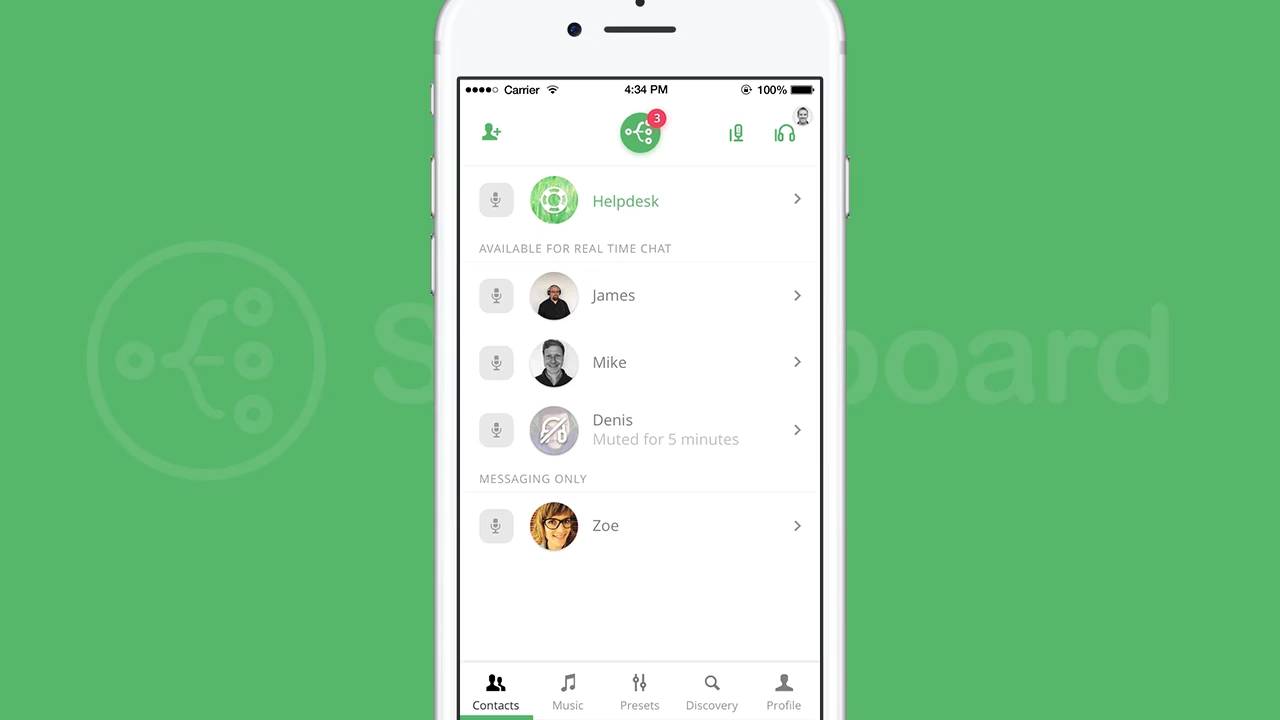 Carrier
4:34 PM
100%
3
Helpdesk
AVAILABLE FOR REAL TIME CHAT
James
Mike
Denis
Muted for 5 minutes
MESSAGING ONLY
Zoe
Contacts
Music
Presets
Discovery
Profile